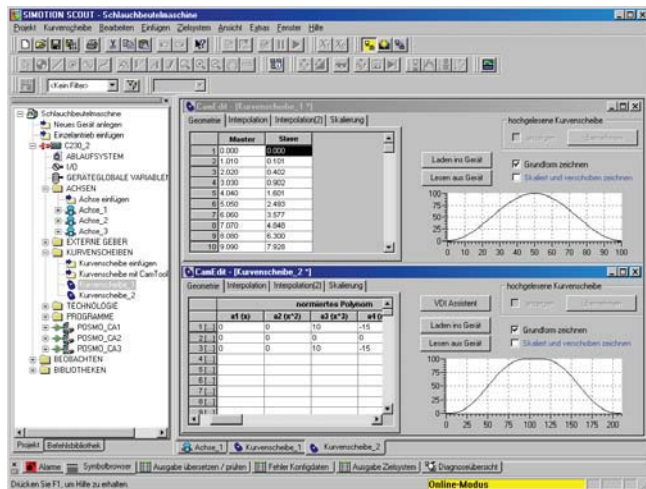 SIMOTION SCOUT - Schlauchbeutelmaschine
Projekt Kurvenscheibe Bearbeiten Einfügen Zielsystem Ansicht Extras Fenster Hilfe
<Kein Filter>
Schlauchbeutelmaschine
Neues Gerät anlegen
Einzelantrieb einfügen
C230_2
ABLAUFSYSTEM
I/O
GERÄTEGLOBALE VARIABLEN
ACHSEN
Achse einfügen
Achse_1
Achse_2
Achse_3
EXTERNE GEBER
KURVENSCHEIBEN
Kurvenscheibe einfügen
Kurvenscheibe mit CamTool
Kurvenscheibe_1
Kurvenscheibe_2
TECHNOLOGIE
PROGRAMME
POSMO_CA1
POSMO_CA2
POSMO_CA3
BEOBACHTEN
BIBLIOTHEKEN
Projekt Befehlsbibliothek
CamEdit - [Kurvenscheibe_1 *]
Geometrie Interpolation Interpolation(2) Skalierung
Master Slave
1 0.000 0.000
2 1.010 0.101
3 2.020 0.402
4 3.030 0.902
5 4.040 1.601
6 5.050 2.493
7 6.060 3.577
8 7.070 4.848
9 8.080 6.300
10 9.090 7.928
hochgelesene Kurvenscheibe
anzeigen übernehmen
Laden ins Gerät
Lesen aus Gerät
Grundform zeichnen
Skaliert und verschoben zeichnen
100
75
50
25
0
0 10 20 30 40 50 60 70 80 90 100
CamEdit - [Kurvenscheibe_2 *]
Geometrie Interpolation Interpolation(2) Skalierung
normiertes Polynom
a1 (x) a2 (x^2) a3 (x^3)
1 [...] 0 0 10 -15
2 [...] 0 0 0 0
3 [...] 0 0 10 -15
4 [...]
5 [...]
6 [...]
7 [...]
8 [...]
hochgelesene Kurvenscheibe
anzeigen übernehmen
VDI Assistent
Laden ins Gerät
Lesen aus Gerät
Grundform zeichnen
Skaliert und verschoben zeichnen
100
75
50
25
0
0 25 50 75 100 125 150 175 200
Achse_1 Kurvenscheibe_1 Kurvenscheibe_2
Alarme Symbolbrowser Ausgabe übersetzen / prüfen Fehler Konfigdaten Ausgabe Zielsystem Diagnoseübersicht
Drücken Sie F1, um Hilfe zu erhalten. Online-Modus